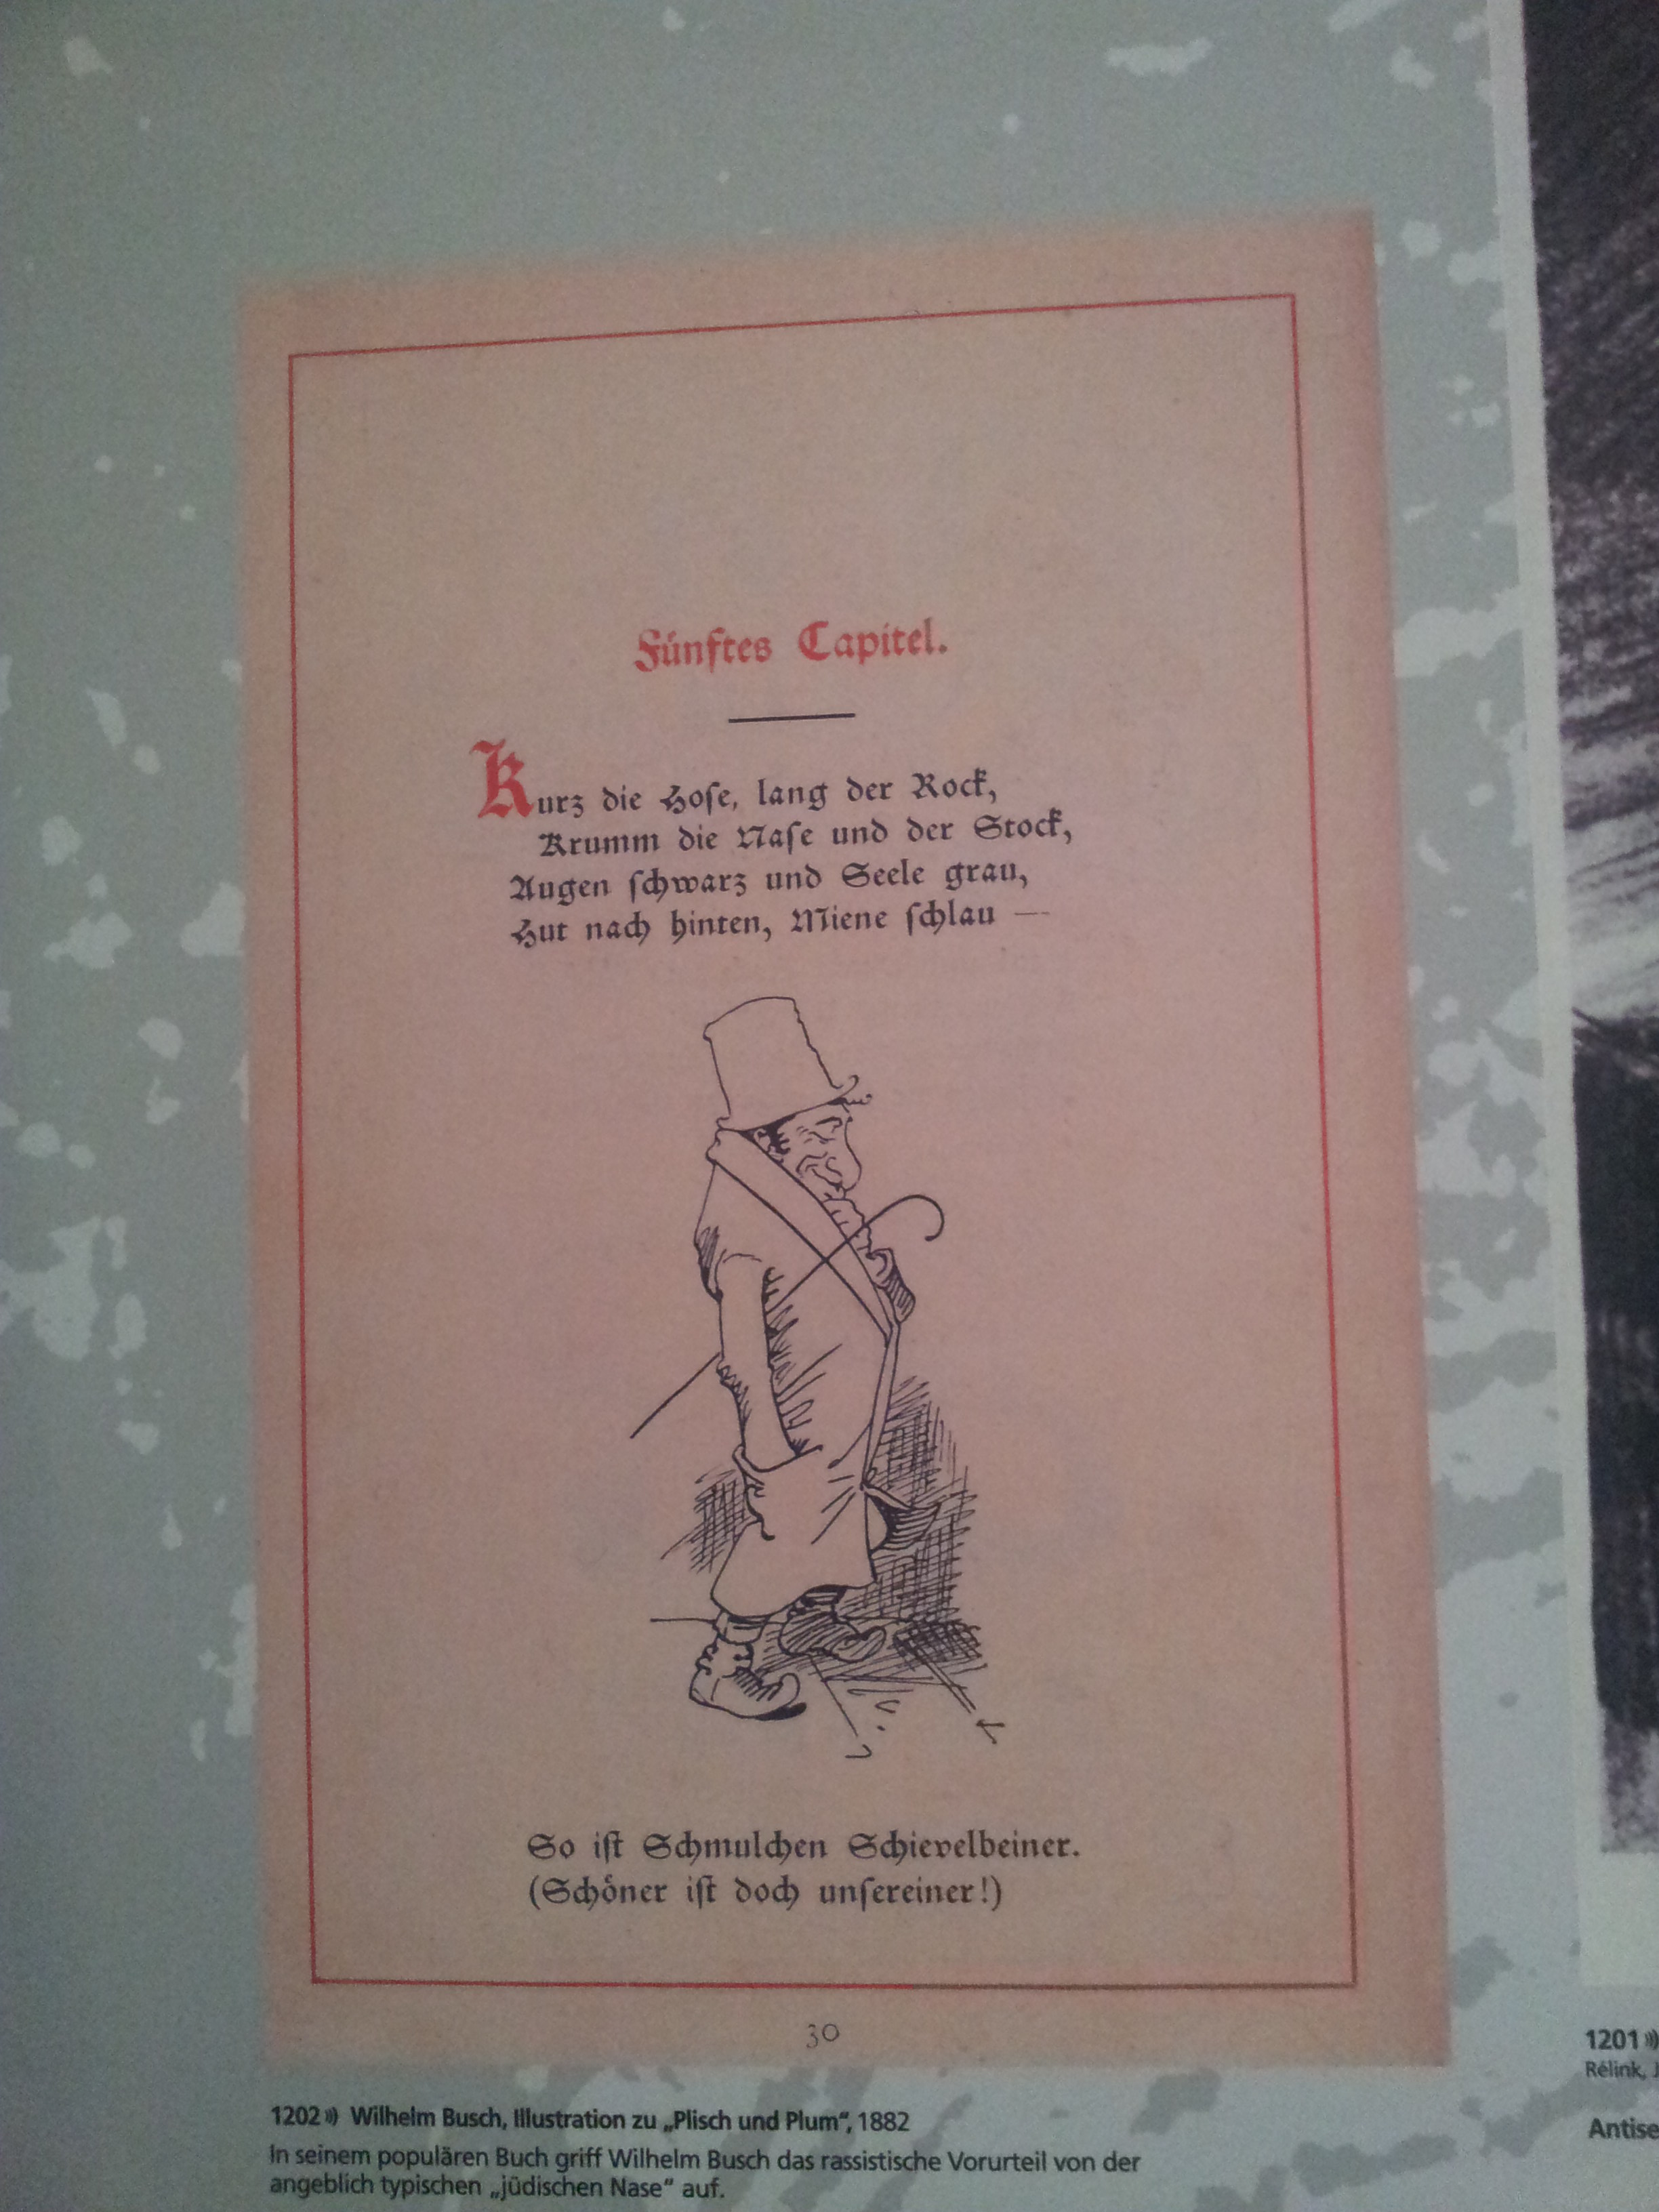 Fünftes Capitel.
Kurz die Hose, lang der Rock,
Krumm die Nase und der Stock,
Augen schwarz und Seele grau,
Hut nach hinten, Miene schlau —
So ist Schmulchen Schievelbeiner.
(Schöner ist doch unsereiner!)
30
1202 Wilhelm Busch, Illustration zu „Plisch und Plum“, 1882
In seinem populären Buch griff Wilhelm Busch das rassistische Vorurteil von der
angeblich typischen „jüdischen Nase“ auf.
1201
Rélink,